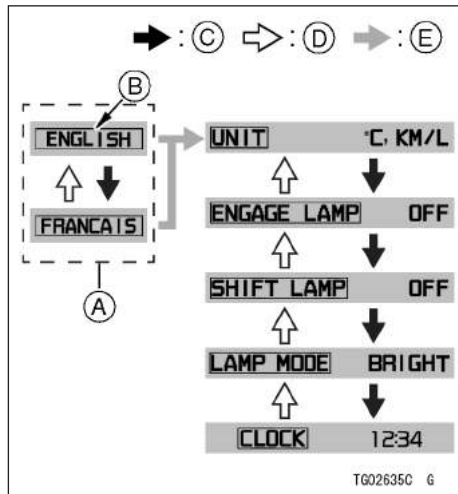 : Ⓒ : Ⓓ : Ⓔ
Ⓑ
ENGLISH
FRANCAIS
Ⓐ
UNIT °C, KM/L
ENGAGE LAMP OFF
SHIFT LAMP OFF
LAMP MODE BRIGHT
CLOCK 12:34
TG02635C G